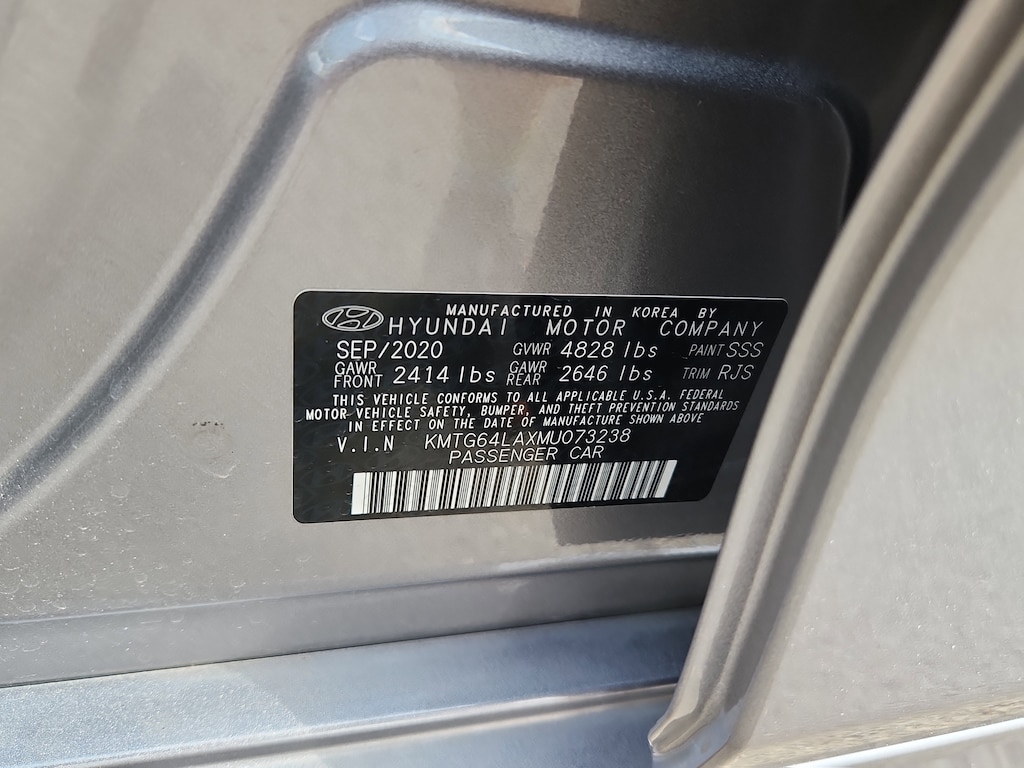 MANUFACTURED IN KOREA BY
HYUNDAI MOTOR COMPANY
SEP/2020 GVWR 4828 lbs PAINT SSS
GAWR FRONT 2414 lbs GAWR REAR 2646 lbs TRIM RJS
THIS VEHICLE CONFORMS TO ALL APPLICABLE U.S.A. FEDERAL
MOTOR VEHICLE SAFETY, BUMPER, AND THEFT PREVENTION STANDARDS
IN EFFECT ON THE DATE OF MANUFACTURE SHOWN ABOVE
V.I.N KMTG64LAXMU073238
PASSENGER CAR